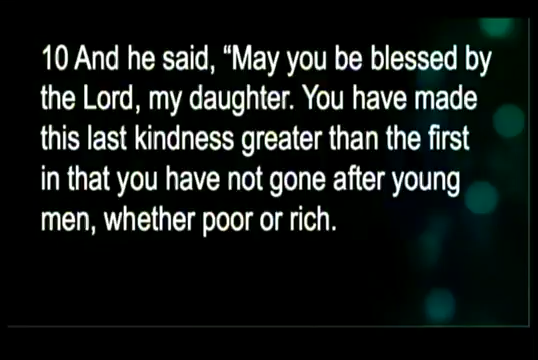 10 And he said, “May you be blessed by
the Lord, my daughter. You have made
this last kindness greater than the first
in that you have not gone after young
men, whether poor or rich.